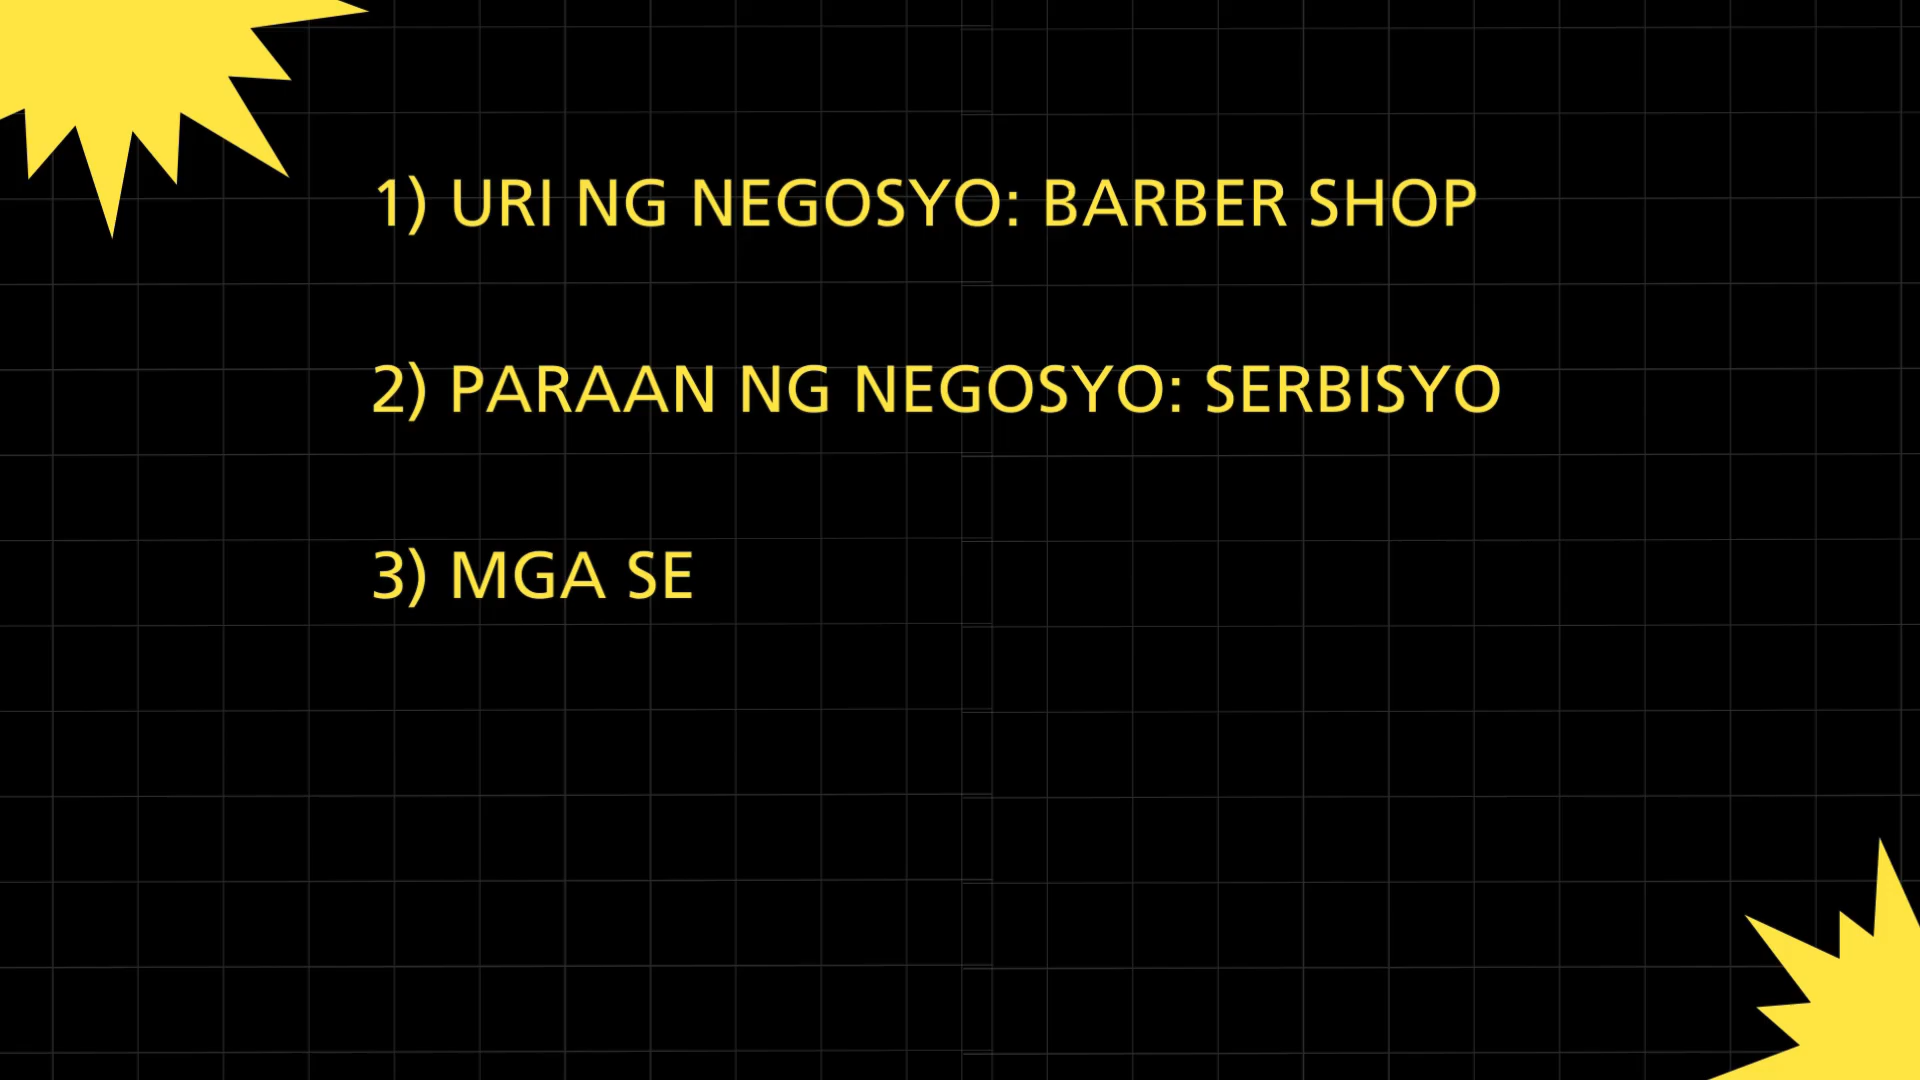 1) URI NG NEGOSYO: BARBER SHOP
2) PARAAN NG NEGOSYO: SERBISYO
3) MGA SE